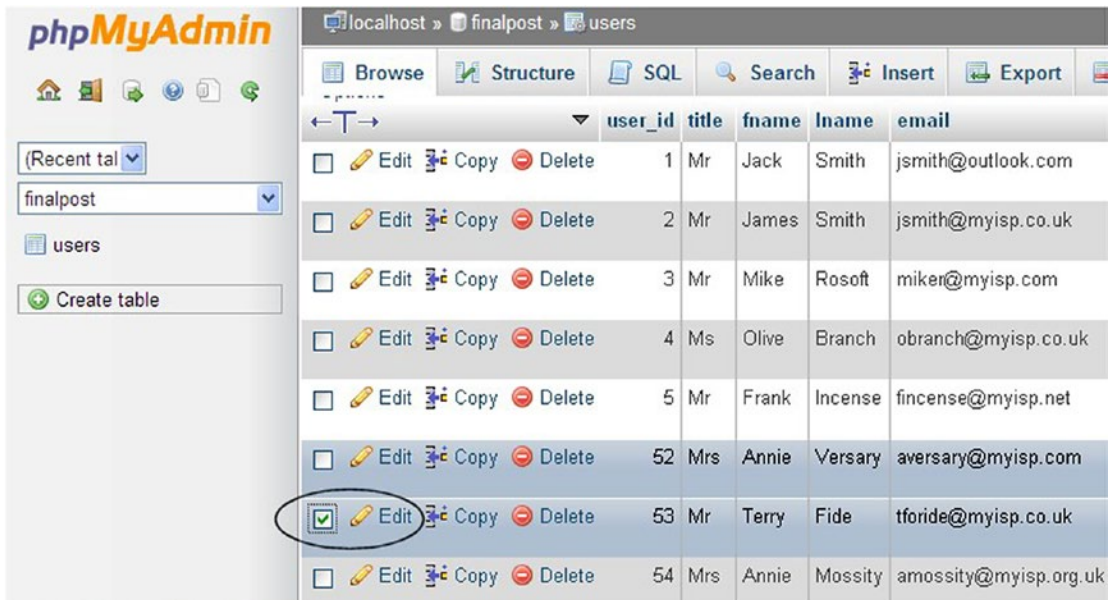 phpMyAdmin
localhost » finalpost » users
Browse Structure SQL Search Insert Export
(Recent tal
finalpost
users
Create table
←T→ user_id title fname lname email
Edit Copy Delete 1 Mr Jack Smith jsmith@outlook.com
Edit Copy Delete 2 Mr James Smith jsmith@myisp.co.uk
Edit Copy Delete 3 Mr Mike Rosoft miker@myisp.com
Edit Copy Delete 4 Ms Olive Branch obranch@myisp.co.uk
Edit Copy Delete 5 Mr Frank Incense fincense@myisp.net
Edit Copy Delete 52 Mrs Annie Versary aversary@myisp.com
Edit Copy Delete 53 Mr Terry Fide tforide@myisp.co.uk
Edit Copy Delete 54 Mrs Annie Mossity amossity@myisp.org.uk